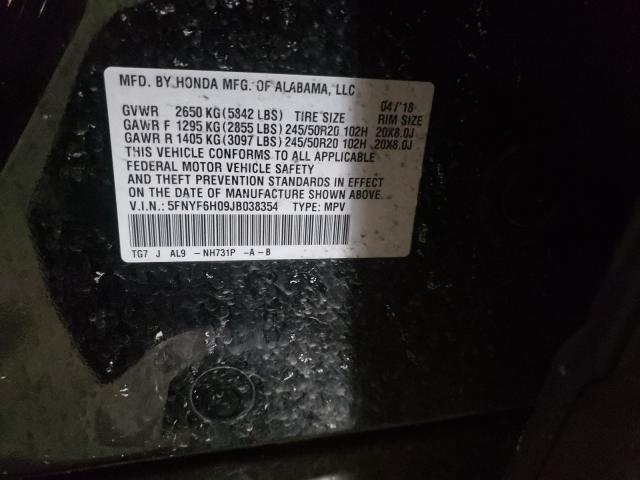 MFD. BY HONDA MFG. OF ALABAMA, LLC
04/'18
GVWR 2650 KG(5842 LBS) TIRE SIZE RIM SIZE
GAWR F 1295 KG(2855 LBS) 245/50R20 102H 20X8.0J
GAWR R 1405 KG(3097 LBS) 245/50R20 102H 20X8.0J
THIS VEHICLE CONFORMS TO ALL APPLICABLE
FEDERAL MOTOR VEHICLE SAFETY
AND THEFT PREVENTION STANDARDS IN EFFECT
ON THE DATE OF MANUFACTURE SHOWN ABOVE.
V.I.N.: 5FNYF6H09JB038354 TYPE: MPV
TG7 J AL9 -NH731P -A-B